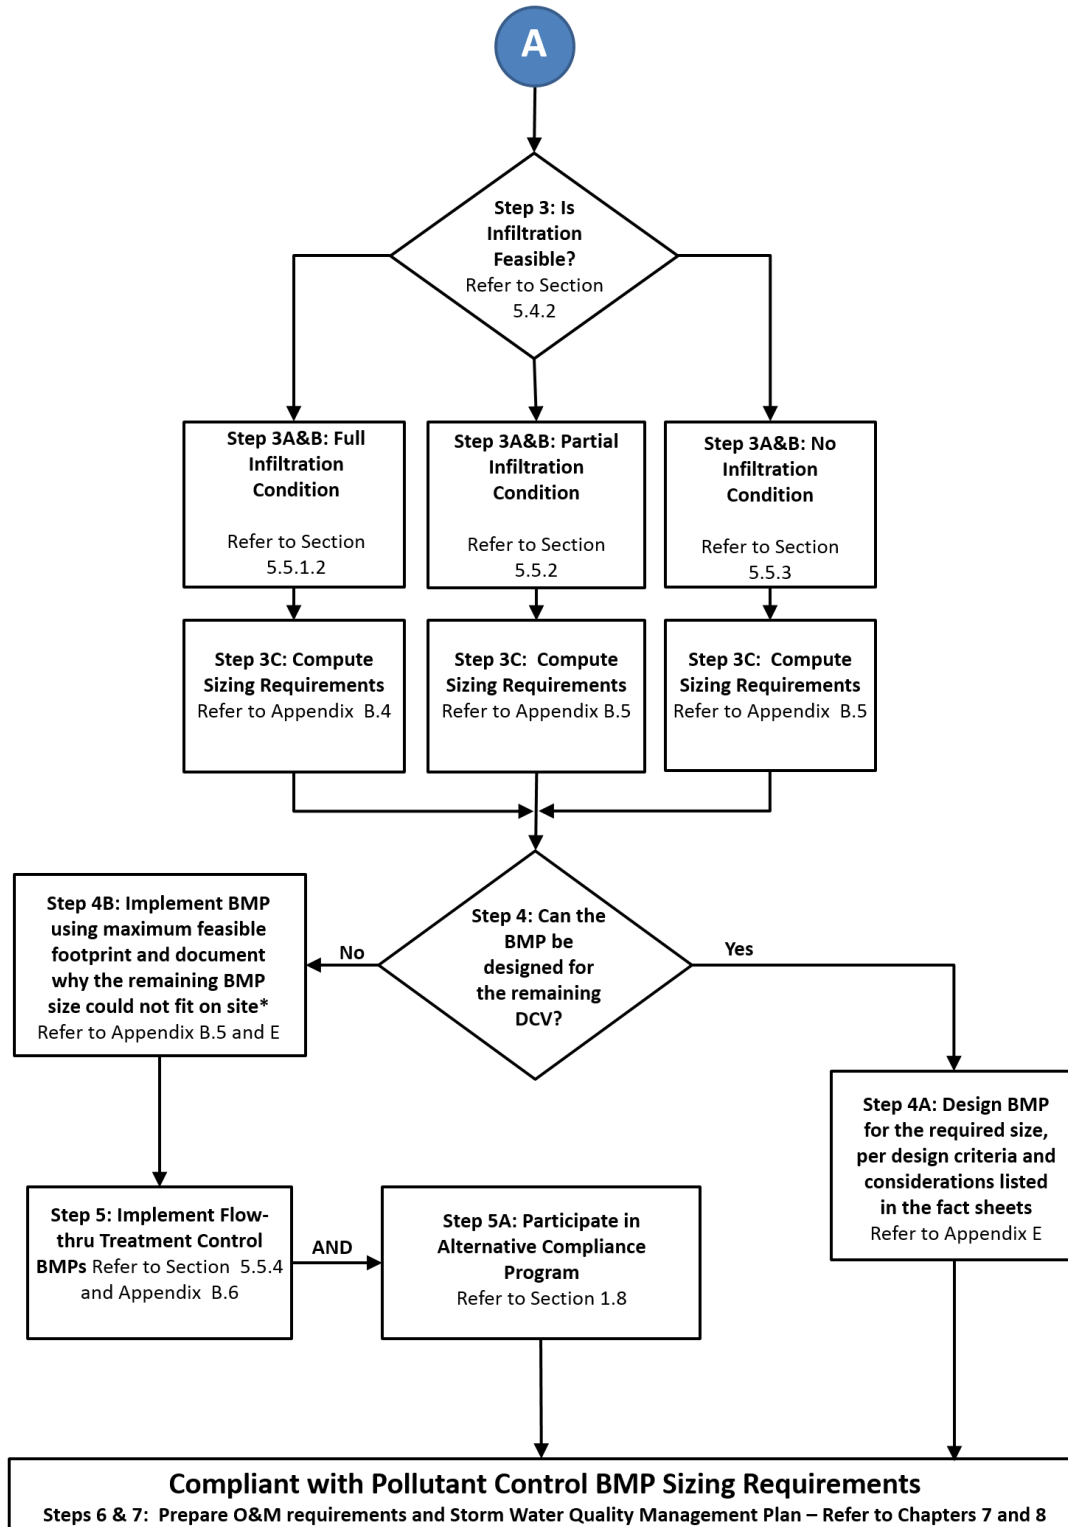 A
Step 3: Is
Infiltration
Feasible?
Refer to Section
5.4.2
Step 3A&B: Full
Infiltration
Condition
Refer to Section
5.5.1.2
Step 3A&B: Partial
Infiltration
Condition
Refer to Section
5.5.2
Step 3A&B: No
Infiltration
Condition
Refer to Section
5.5.3
Step 3C: Compute
Sizing Requirements
Refer to Appendix B.4
Step 3C: Compute
Sizing Requirements
Refer to Appendix B.5
Step 3C: Compute
Sizing Requirements
Refer to Appendix B.5
Step 4: Can the
BMP be
designed for
the remaining
DCV?
No
Yes
Step 4B: Implement BMP
using maximum feasible
footprint and document
why the remaining BMP
size could not fit on site*
Refer to Appendix B.5 and E
Step 4A: Design BMP
for the required size,
per design criteria and
considerations listed
in the fact sheets
Refer to Appendix E
Step 5: Implement Flow-
thru Treatment Control
BMPs Refer to Section 5.5.4
and Appendix B.6
AND
Step 5A: Participate in
Alternative Compliance
Program
Refer to Section 1.8
Compliant with Pollutant Control BMP Sizing Requirements
Steps 6 & 7: Prepare O&M requirements and Storm Water Quality Management Plan – Refer to Chapters 7 and 8